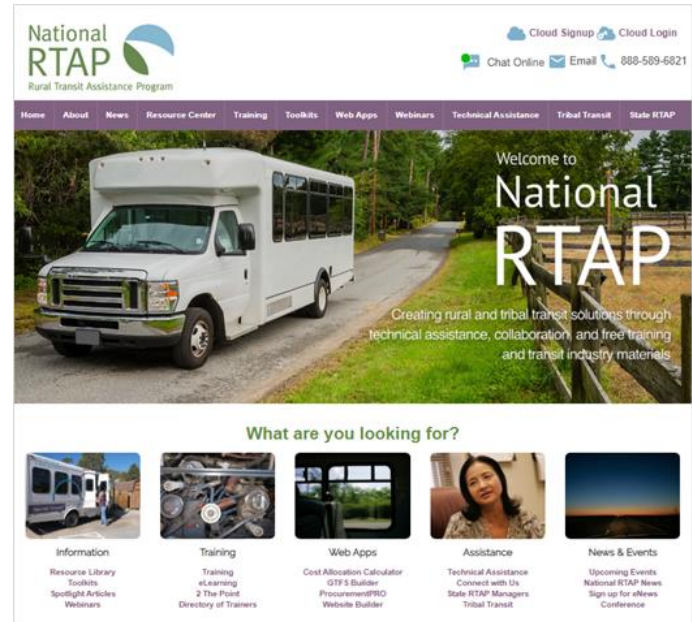 National
RTAP
Rural Transit Assistance Program
Cloud Signup Cloud Login
Chat Online Email 888-589-6821
Home About News Resource Center Training Toolkits Web Apps Webinars Technical Assistance Tribal Transit State RTAP
Welcome to
National
RTAP
Creating rural and tribal transit solutions through
technical assistance, collaboration, and free training
and transit industry materials
What are you looking for?
Information
Resource Library
Toolkits
Spotlight Articles
Webinars
Training
Training
eLearning
2 The Point
Directory of Trainers
Web Apps
Cost Allocation Calculator
GTFS Builder
ProcurementPRO
Website Builder
Assistance
Technical Assistance
Connect with Us
State RTAP Managers
Tribal Transit
News & Events
Upcoming Events
National RTAP News
Sign up for eNews
Conference